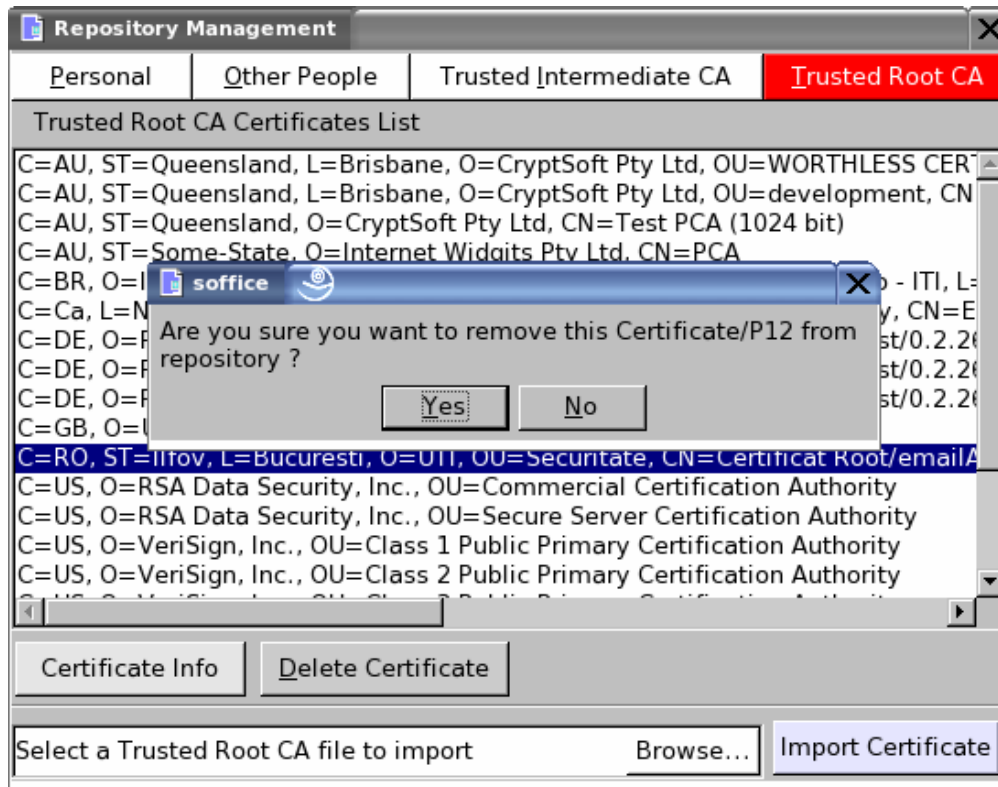 Repository Management
Personal
Other People
Trusted Intermediate CA
Trusted Root CA
Trusted Root CA Certificates List
C=AU, ST=Queensland, L=Brisbane, O=CryptSoft Pty Ltd, OU=WORTHLESS CERT
C=AU, ST=Queensland, L=Brisbane, O=CryptSoft Pty Ltd, OU=development, CN
C=AU, ST=Queensland, O=CryptSoft Pty Ltd, CN=Test PCA (1024 bit)
C=AU, ST=Some-State, O=Internet Widgits Pty Ltd, CN=PCA
C=BR, O=I - ITI, L=
C=Ca, L=N y, CN=E
C=DE, O= st/0.2.26
C=DE, O= st/0.2.26
C=DE, O= st/0.2.26
C=GB, O=U
soffice
Are you sure you want to remove this Certificate/P12 from
repository ?
Yes
No
C=RO, ST=Ilfov, L=Bucuresti, O=UTI, OU=Securitate, CN=Certificat Root/emailA
C=US, O=RSA Data Security, Inc., OU=Commercial Certification Authority
C=US, O=RSA Data Security, Inc., OU=Secure Server Certification Authority
C=US, O=VeriSign, Inc., OU=Class 1 Public Primary Certification Authority
C=US, O=VeriSign, Inc., OU=Class 2 Public Primary Certification Authority
Certificate Info
Delete Certificate
Select a Trusted Root CA file to import
Browse...
Import Certificate